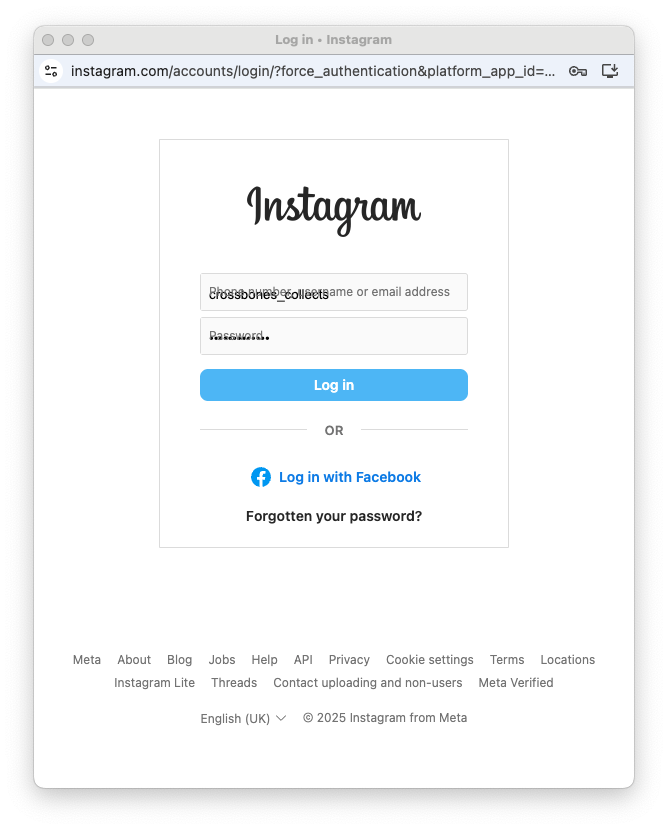 Log in • Instagram
instagram.com/accounts/login/?force_authentication&platform_app_id=...
Instagram
Phone number, username or email address
crossbones_collects
Password
••••••••••••••
Log in
OR
Log in with Facebook
Forgotten your password?
Meta About Blog Jobs Help API Privacy Cookie settings Terms Locations
Instagram Lite Threads Contact uploading and non-users Meta Verified
English (UK) © 2025 Instagram from Meta